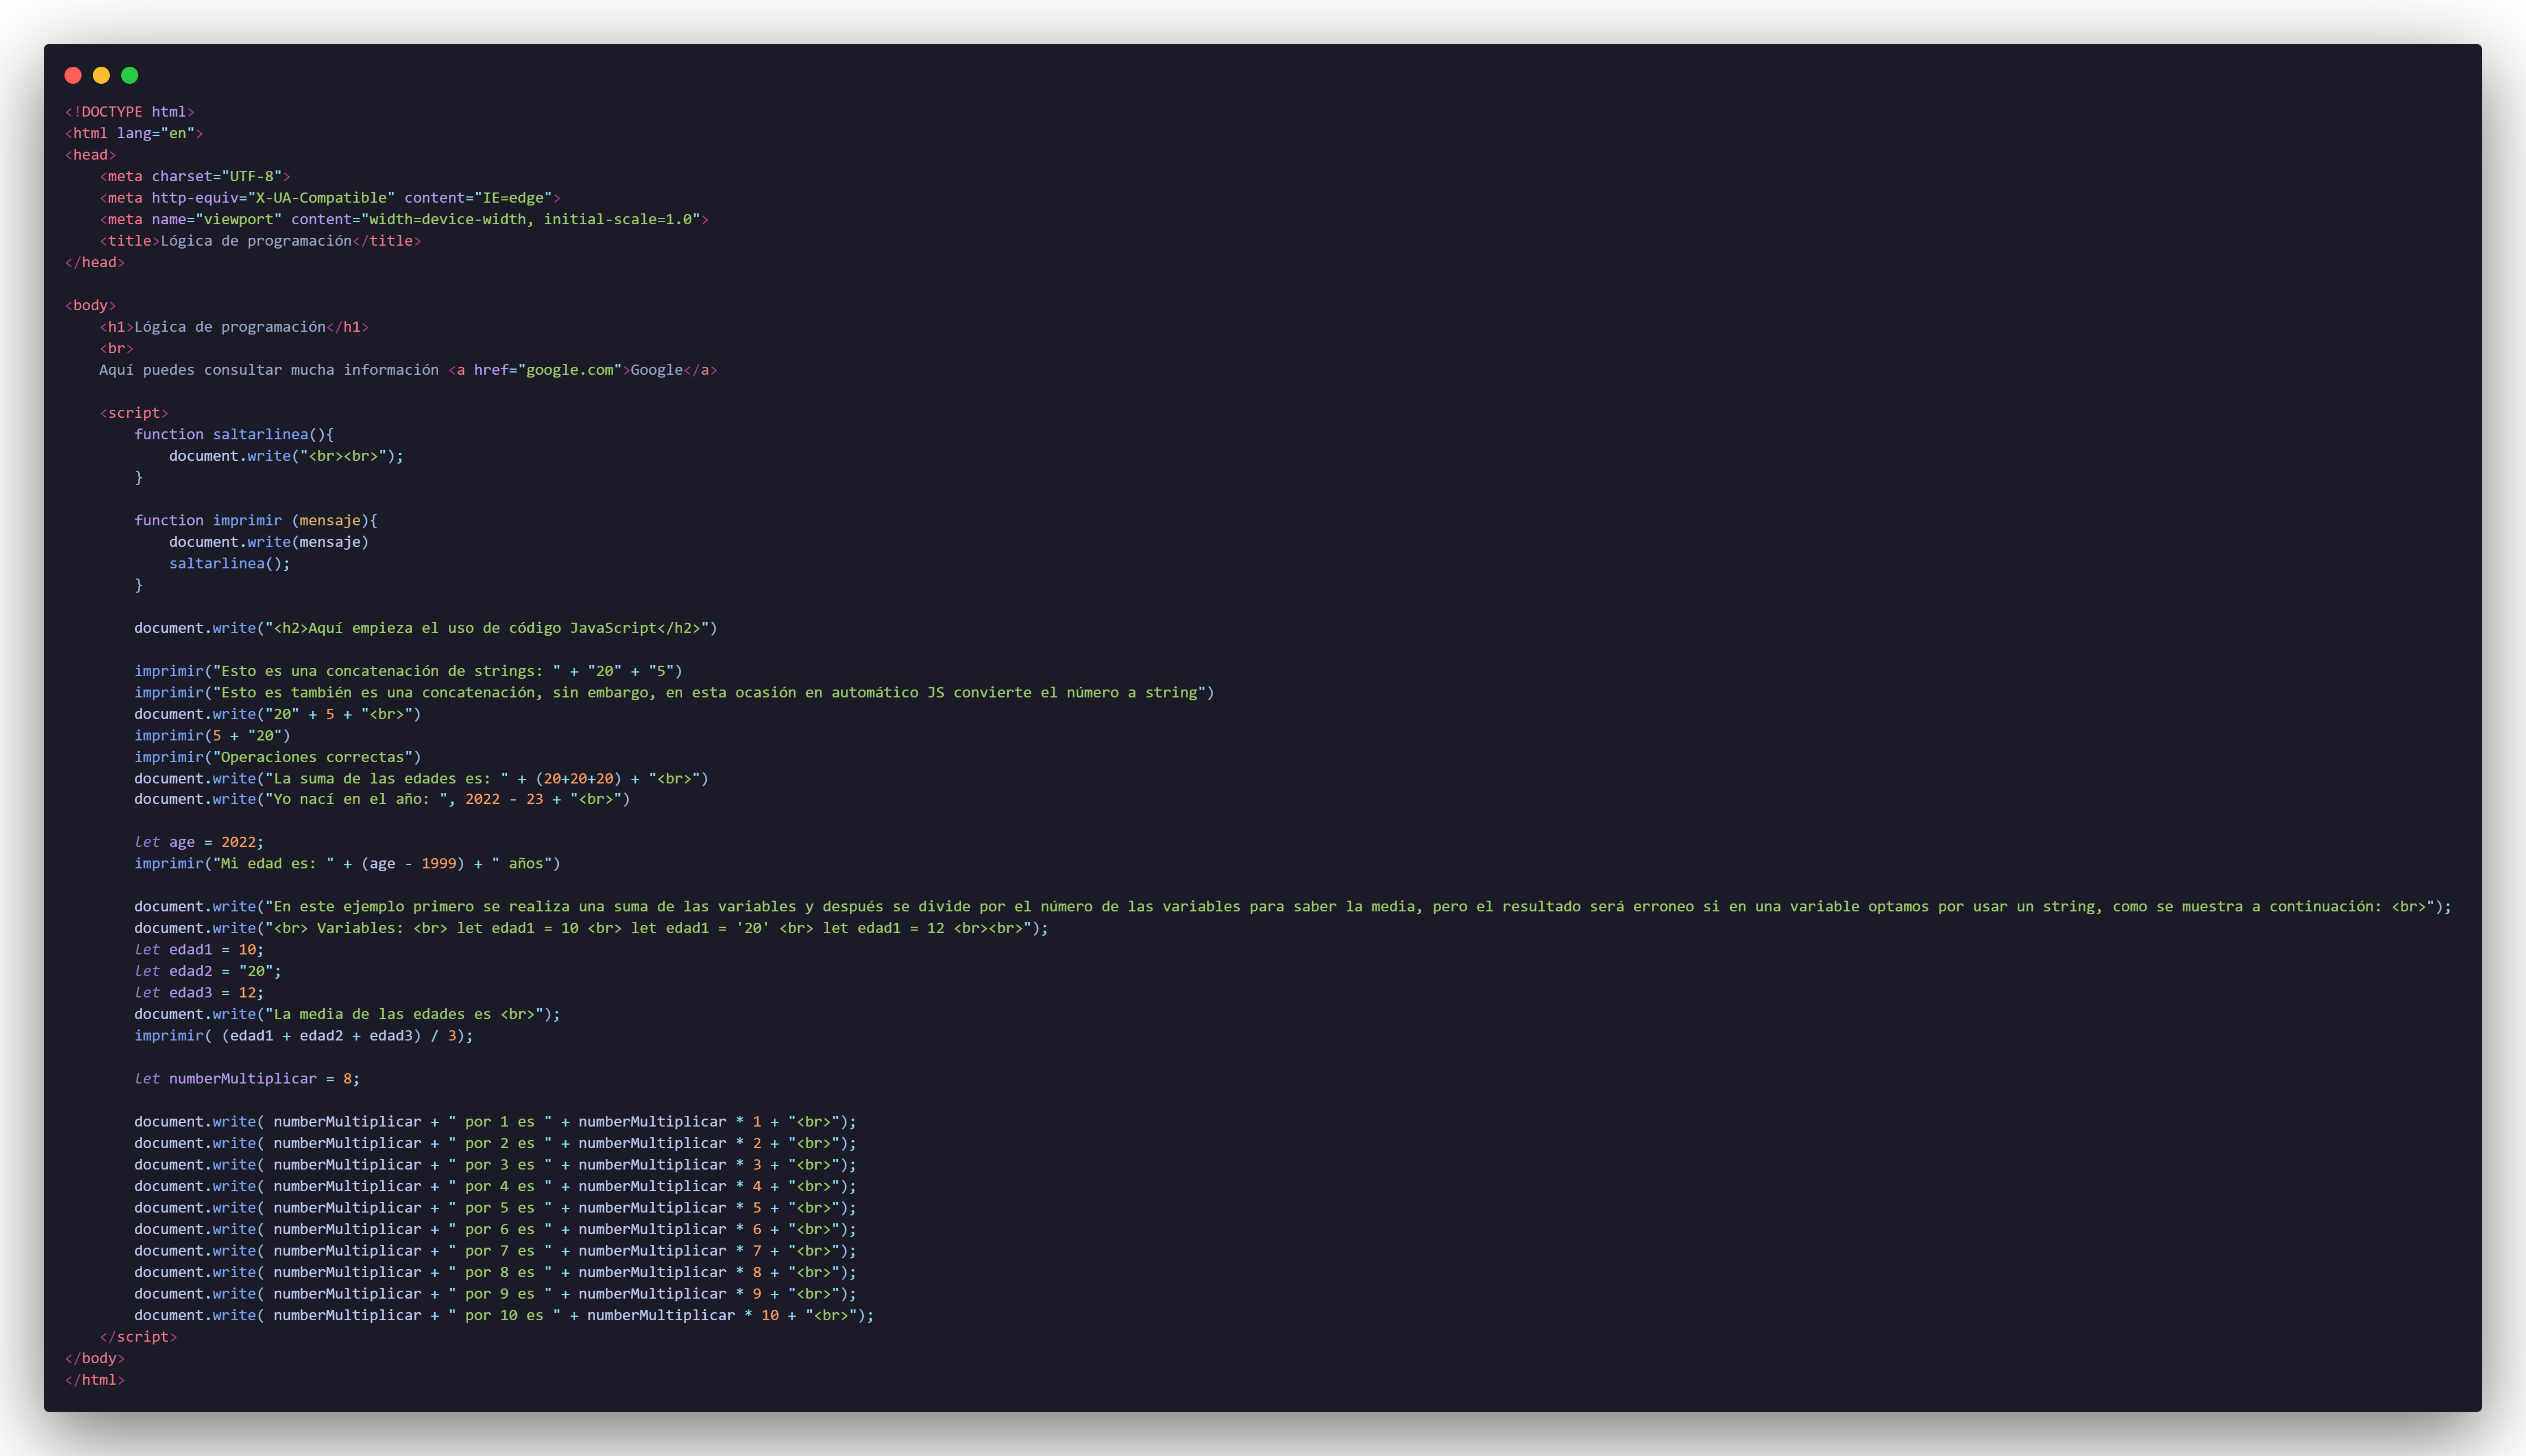 <!DOCTYPE html>
<html lang="en">
<head>
    <meta charset="UTF-8">
    <meta http-equiv="X-UA-Compatible" content="IE=edge">
    <meta name="viewport" content="width=device-width, initial-scale=1.0">
    <title>Lógica de programación</title>
</head>

<body>
    <h1>Lógica de programación</h1>
    <br>
    Aquí puedes consultar mucha información <a href="google.com">Google</a>

    <script>
        function saltarlinea(){
            document.write("<br><br>");
        }

        function imprimir (mensaje){
            document.write(mensaje)
            saltarlinea();
        }

        document.write("<h2>Aquí empieza el uso de código JavaScript</h2>")

        imprimir("Esto es una concatenación de strings: " + "20" + "5")
        imprimir("Esto es también es una concatenación, sin embargo, en esta ocasión en automático JS convierte el número a string")
        document.write("20" + 5 + "<br>")
        imprimir(5 + "20")
        imprimir("Operaciones correctas")
        document.write("La suma de las edades es: " + (20+20+20) + "<br>")
        document.write("Yo nací en el año: ", 2022 - 23 + "<br>")

        let age = 2022;
        imprimir("Mi edad es: " + (age - 1999) + " años")

        document.write("En este ejemplo primero se realiza una suma de las variables y después se divide por el número de las variables para saber la media, pero el resultado será erroneo si en una variable optamos por usar un string, como se muestra a continuación: <br>");
        document.write("<br> Variables: <br> let edad1 = 10 <br> let edad1 = '20' <br> let edad1 = 12 <br><br>");
        let edad1 = 10;
        let edad2 = "20";
        let edad3 = 12;
        document.write("La media de las edades es <br>");
        imprimir( (edad1 + edad2 + edad3) / 3);

        let numberMultiplicar = 8;

        document.write( numberMultiplicar + " por 1 es " + numberMultiplicar * 1 + "<br>");
        document.write( numberMultiplicar + " por 2 es " + numberMultiplicar * 2 + "<br>");
        document.write( numberMultiplicar + " por 3 es " + numberMultiplicar * 3 + "<br>");
        document.write( numberMultiplicar + " por 4 es " + numberMultiplicar * 4 + "<br>");
        document.write( numberMultiplicar + " por 5 es " + numberMultiplicar * 5 + "<br>");
        document.write( numberMultiplicar + " por 6 es " + numberMultiplicar * 6 + "<br>");
        document.write( numberMultiplicar + " por 7 es " + numberMultiplicar * 7 + "<br>");
        document.write( numberMultiplicar + " por 8 es " + numberMultiplicar * 8 + "<br>");
        document.write( numberMultiplicar + " por 9 es " + numberMultiplicar * 9 + "<br>");
        document.write( numberMultiplicar + " por 10 es " + numberMultiplicar * 10 + "<br>");
    </script>
</body>
</html>